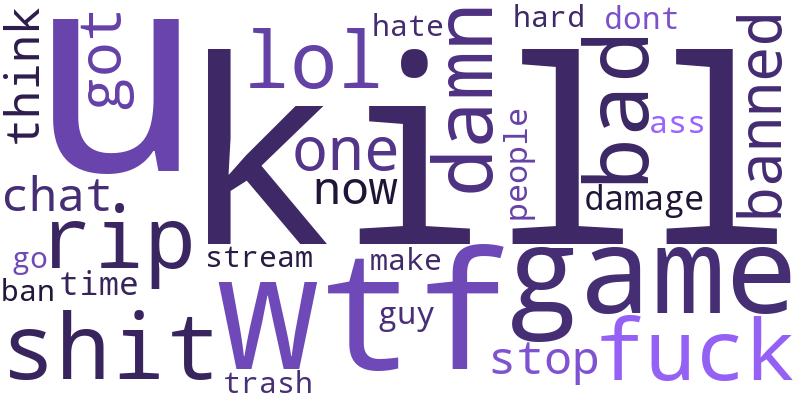 think
u
got
lol
hate
damn
hard
dont
bad
banned
kill
one
now
people
ass
damage
chat
rip
go
ban
time
stream
make
game
shit
wtf
guy
stop
fuck
trash